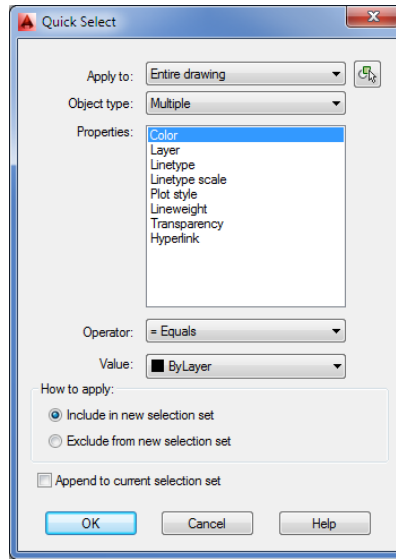 Quick Select
Apply to: Entire drawing
Object type: Multiple
Properties: Color
Layer
Linetype
Linetype scale
Plot style
Lineweight
Transparency
Hyperlink
Operator: = Equals
Value: ByLayer
How to apply:
Include in new selection set
Exclude from new selection set
Append to current selection set
OK Cancel Help